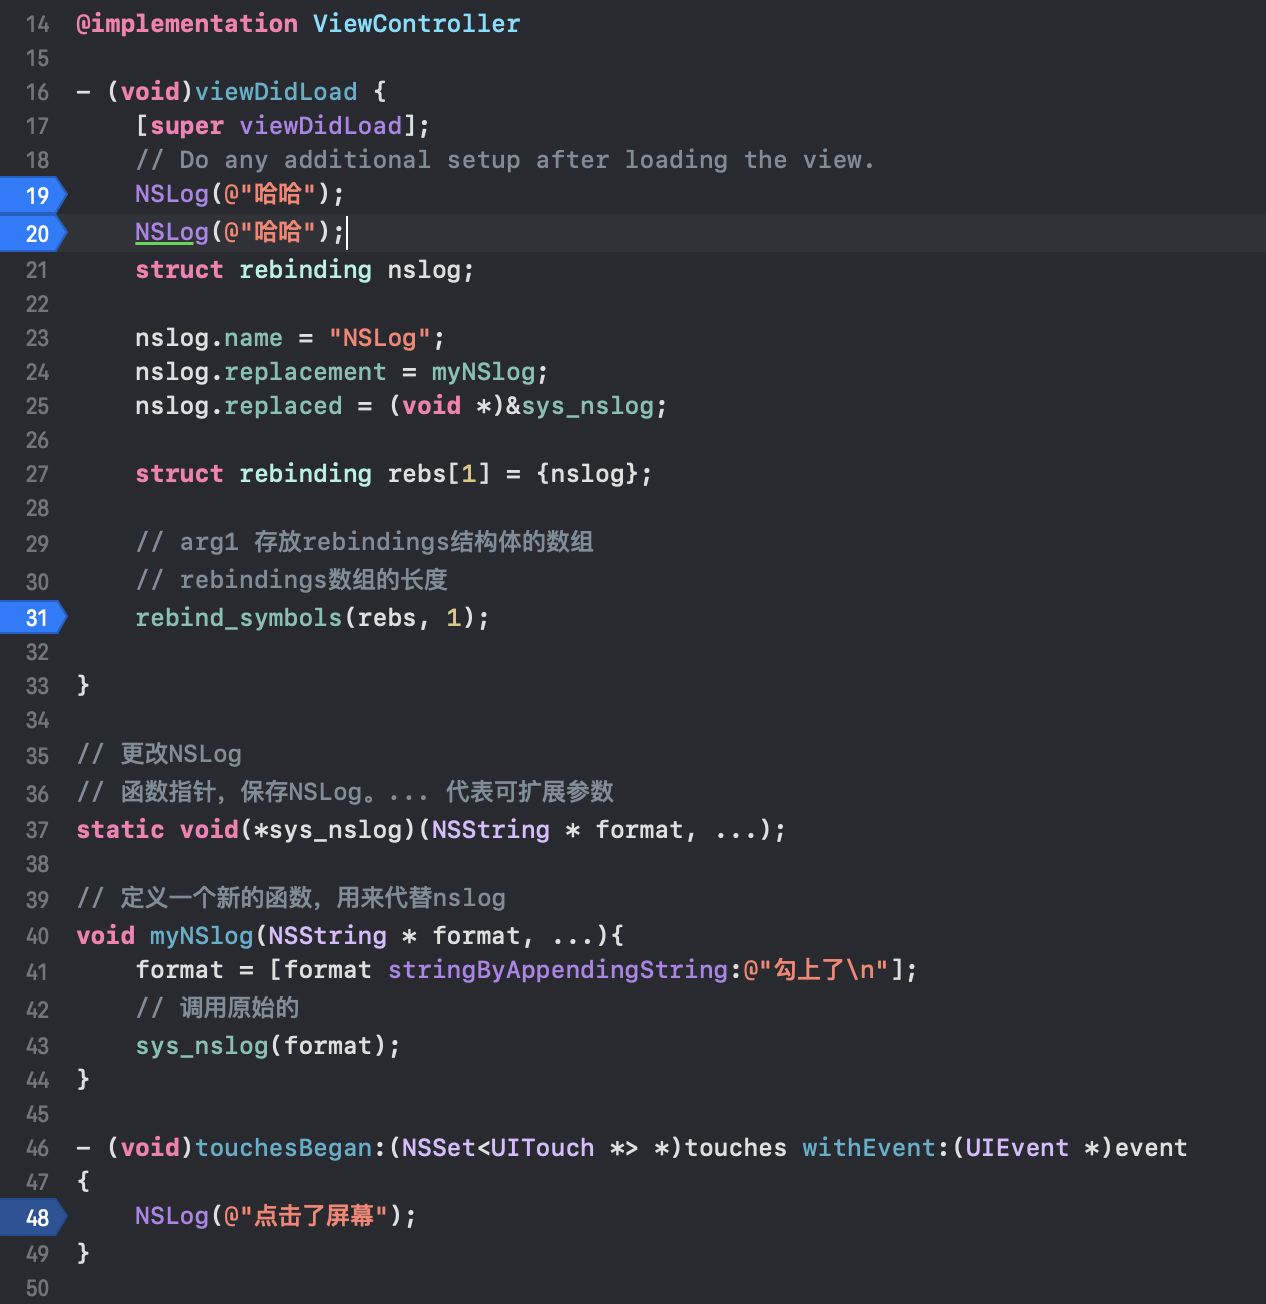 14 @implementation ViewController
15
16 - (void)viewDidLoad {
17     [super viewDidLoad];
18     // Do any additional setup after loading the view.
19     NSLog(@"哈哈");
20     NSLog(@"哈哈");
21     struct rebinding nslog;
22
23     nslog.name = "NSLog";
24     nslog.replacement = myNSlog;
25     nslog.replaced = (void *)&sys_nslog;
26
27     struct rebinding rebs[1] = {nslog};
28
29     // arg1 存放rebindings结构体的数组
30     // rebindings数组的长度
31     rebind_symbols(rebs, 1);
32
33 }
34
35 // 更改NSLog
36 // 函数指针，保存NSLog。... 代表可扩展参数
37 static void(*sys_nslog)(NSString * format, ...);
38
39 // 定义一个新的函数，用来代替nslog
40 void myNSlog(NSString * format, ...){
41     format = [format stringByAppendingString:@"勾上了\n"];
42     // 调用原始的
43     sys_nslog(format);
44 }
45
46 - (void)touchesBegan:(NSSet<UITouch *> *)touches withEvent:(UIEvent *)event
47 {
48     NSLog(@"点击了屏幕");
49 }
50